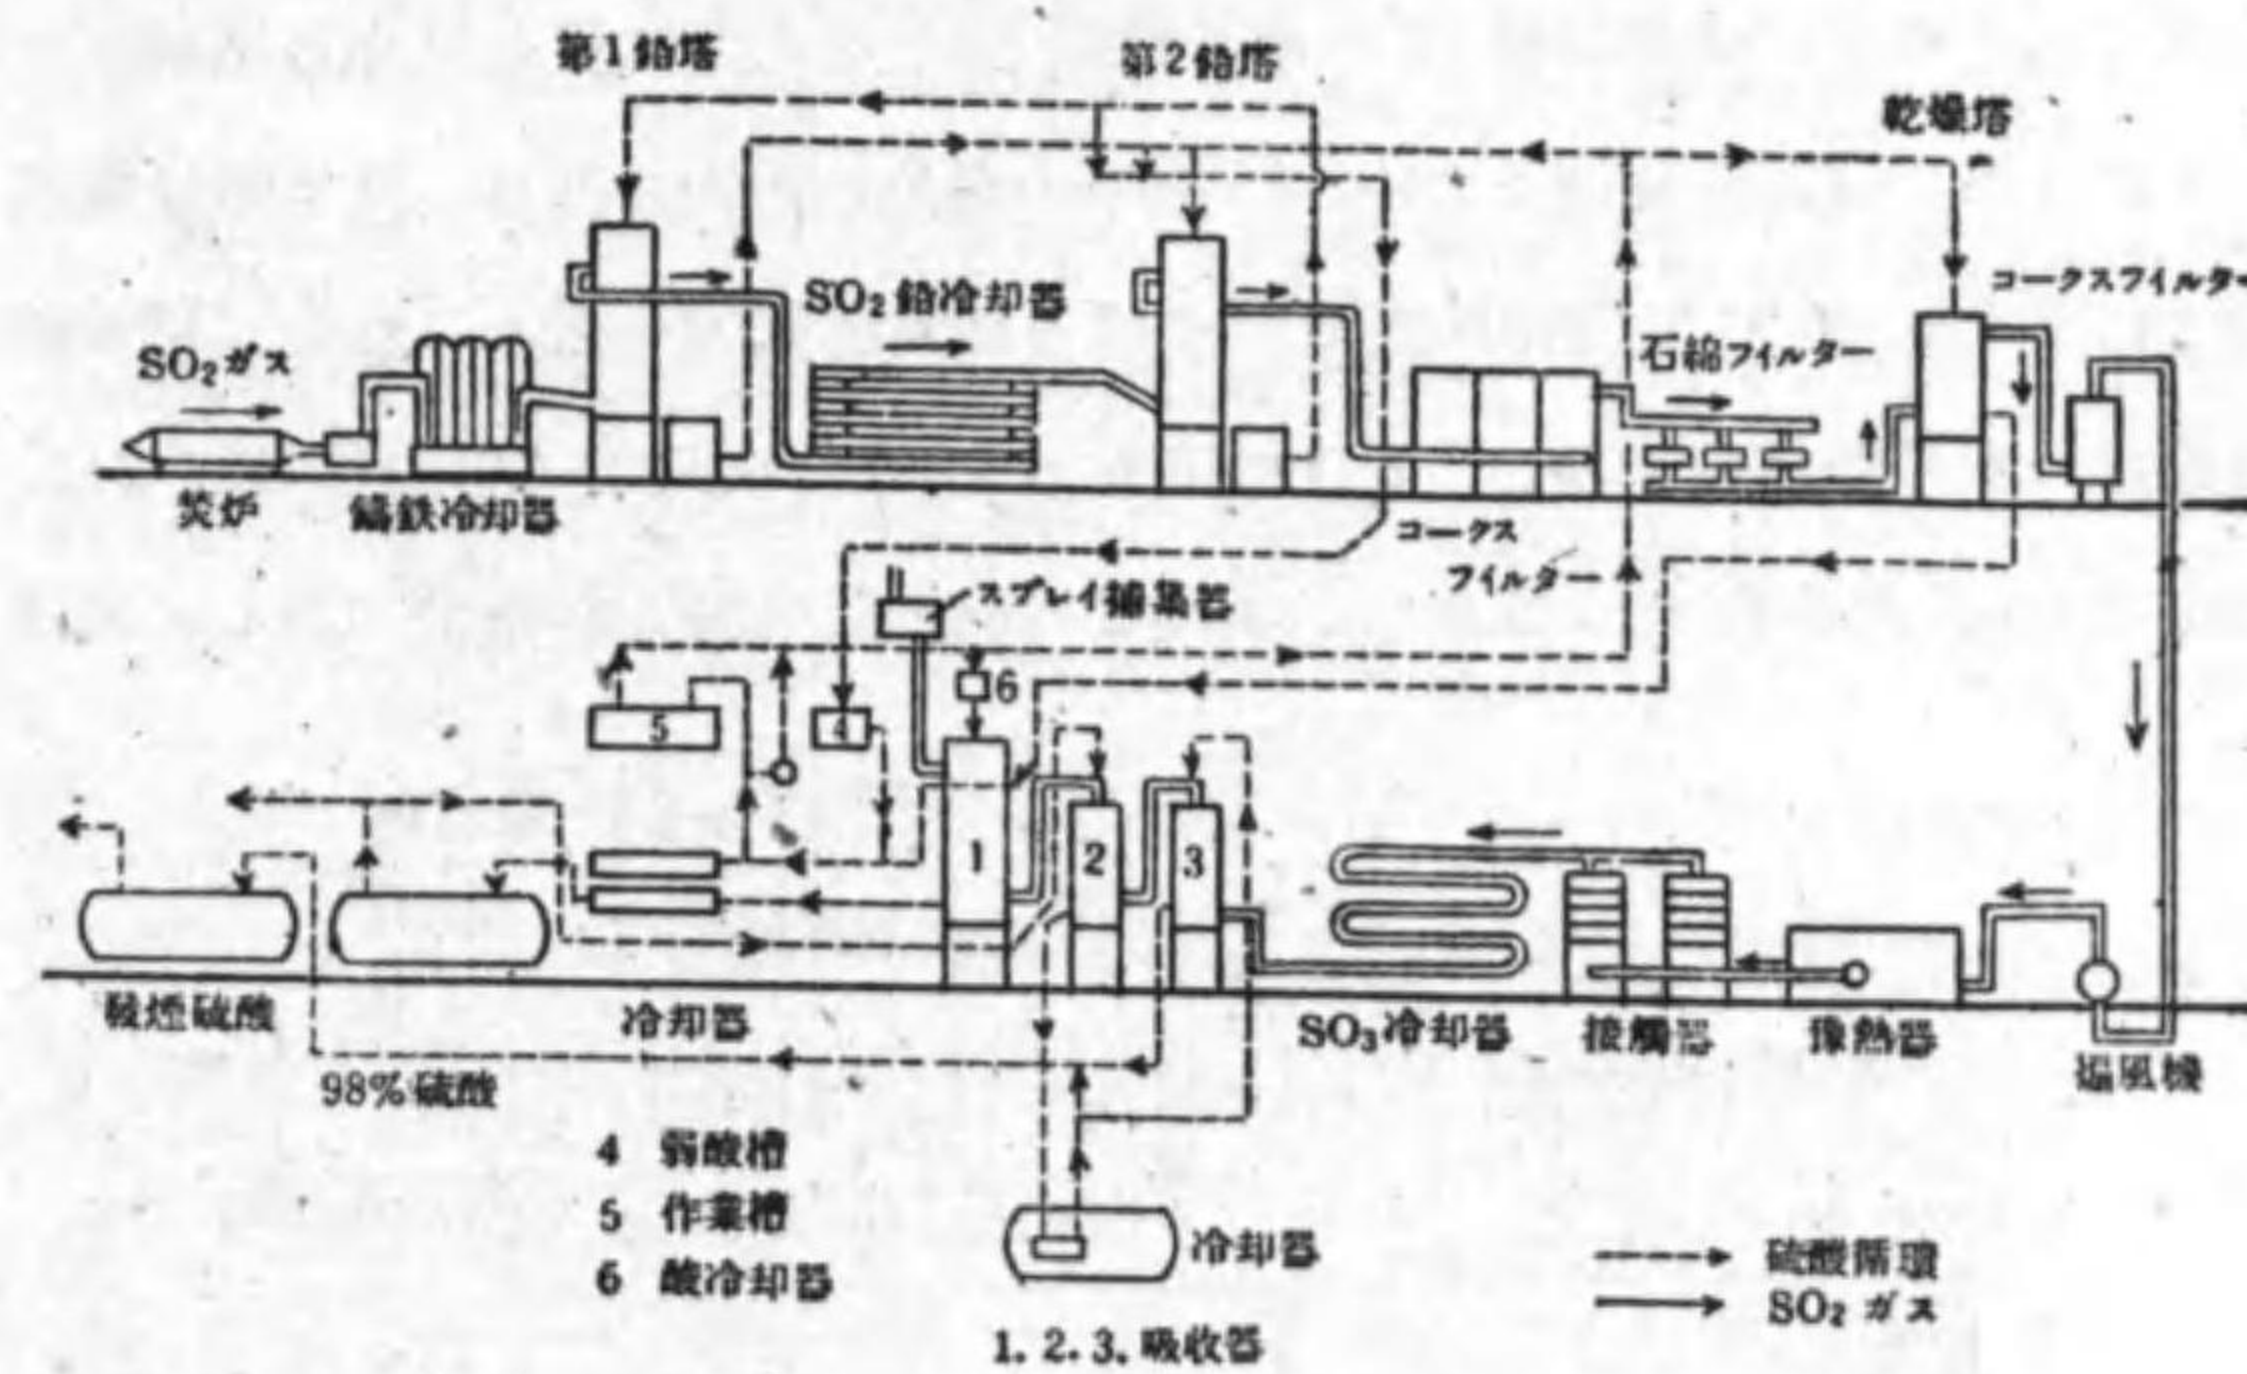 第1鉛塔
第2鉛塔
乾燥塔
コークスフィルター
SO₂鉛冷却器
SO₂ガス
石綿フィルター
焚炉
鋳鉄冷却器
コークス
フィルター
スプレイ捕集器
6
5
4
1
2
3
発煙硫酸
冷却器
SO₃冷却器
接觸器
豫熱器
扇風機
98%硫酸
4 弱酸槽
5 作業槽
6 酸冷却器
冷却器
硫酸循環
SO₂ガス
1. 2. 3. 吸收器